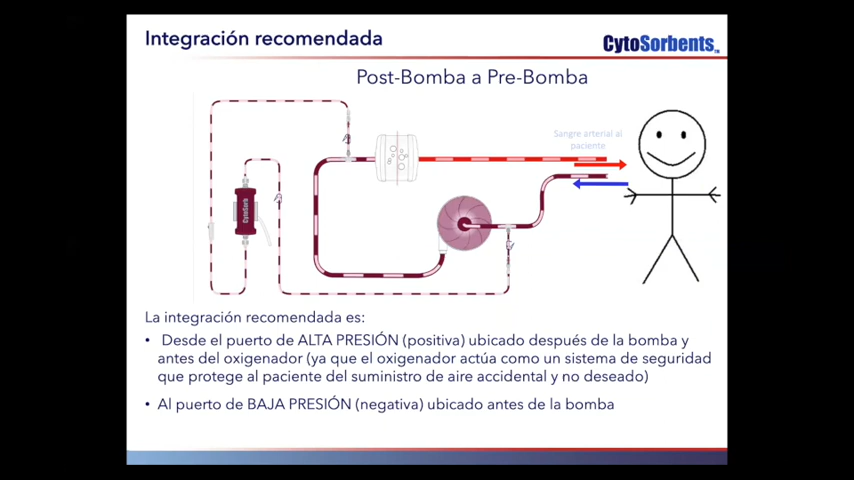 Integración recomendada
CytoSorbents™
Post-Bomba a Pre-Bomba
Sangre arterial al
paciente
CytoSorb
La integración recomendada es:
• Desde el puerto de ALTA PRESIÓN (positiva) ubicado después de la bomba y
antes del oxigenador (ya que el oxigenador actúa como un sistema de seguridad
que protege al paciente del suministro de aire accidental y no deseado)
• Al puerto de BAJA PRESIÓN (negativa) ubicado antes de la bomba